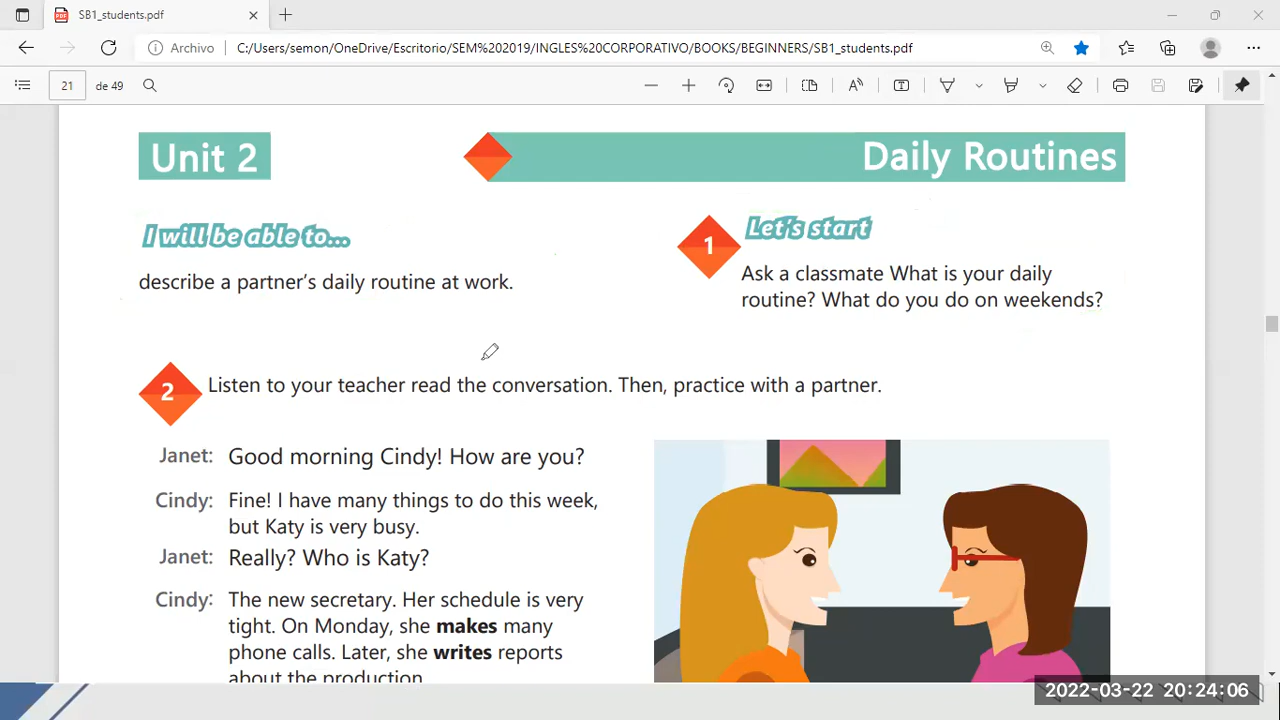 SB1_students.pdf
Archivo
C:/Users/semon/OneDrive/Escritorio/SEM%202019/INGLES%20CORPORATIVO/BOOKS/BEGINNERS/SB1_students.pdf
21 de 49
Unit 2
Daily Routines
I will be able to...
describe a partner's daily routine at work.
1 Let's start
Ask a classmate What is your daily
routine? What do you do on weekends?
2 Listen to your teacher read the conversation. Then, practice with a partner.
Janet: Good morning Cindy! How are you?
Cindy: Fine! I have many things to do this week,
but Katy is very busy.
Janet: Really? Who is Katy?
Cindy: The new secretary. Her schedule is very
tight. On Monday, she makes many
phone calls. Later, she writes reports
about the production
2022-03-22 20:24:06